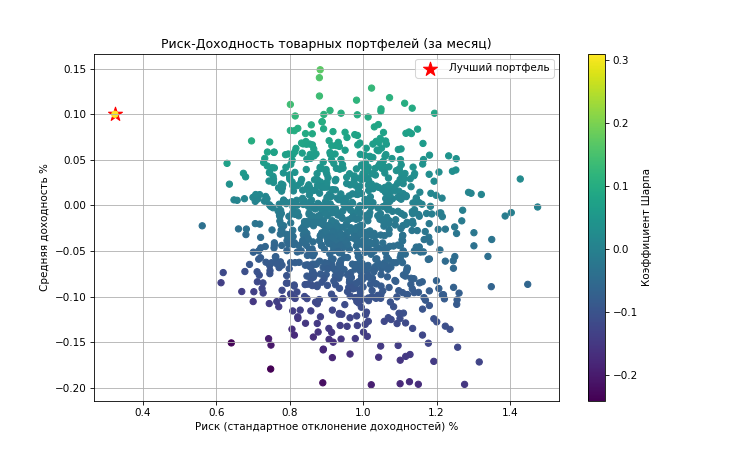 Риск-Доходность товарных портфелей (за месяц)
Лучший портфель
Средняя доходность %
0.15
0.10
0.05
0.00
−0.05
−0.10
−0.15
−0.20
0.4 0.6 0.8 1.0 1.2 1.4
Риск (стандартное отклонение доходностей) %
0.3
0.2
0.1
0.0
−0.1
−0.2
Коэффициент Шарпа